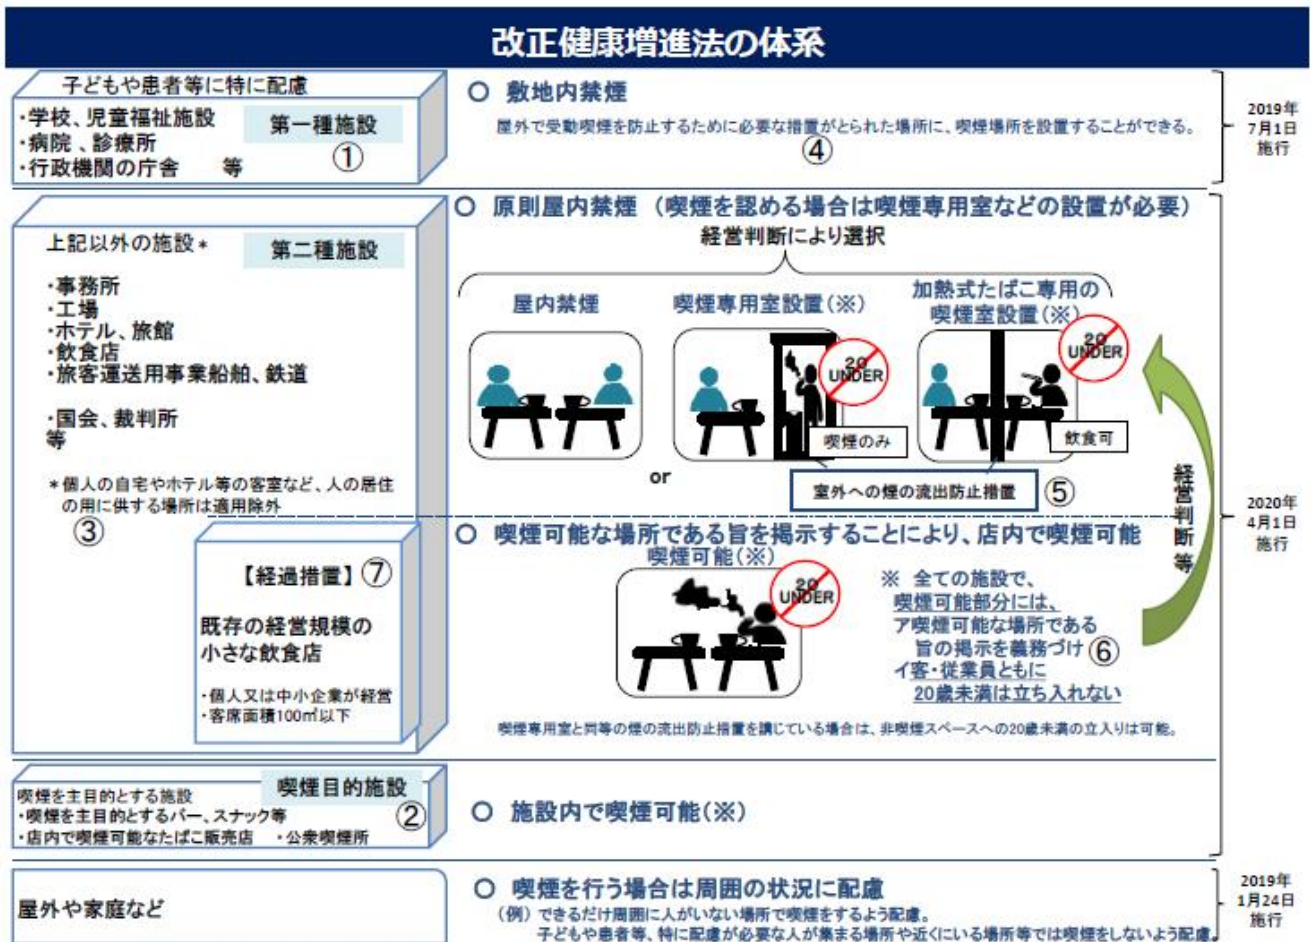 改正健康増進法の体系
子どもや患者等に特に配慮
・学校、児童福祉施設
・病院、診療所
・行政機関の庁舎　等
第一種施設
①
○ 敷地内禁煙
屋外で受動喫煙を防止するために必要な措置がとられた場所に、喫煙場所を設置することができる。
④
2019年
7月1日
施行
上記以外の施設*
第二種施設
・事務所
・工場
・ホテル、旅館
・飲食店
・旅客運送用事業船舶、鉄道
・国会、裁判所
等
*個人の自宅やホテル等の客室など、人の居住
の用に供する場所は適用除外
③
○ 原則屋内禁煙 (喫煙を認める場合は喫煙専用室などの設置が必要)
経営判断により選択
屋内禁煙
喫煙専用室設置(※)
加熱式たばこ専用の
喫煙室設置(※)
20
UNDER
20
UNDER
喫煙のみ
飲食可
or
室外への煙の流出防止措置
⑤
経営判断等
2020年
4月1日
施行
【経過措置】⑦
既存の経営規模の
小さな飲食店
・個人又は中小企業が経営
・客席面積100㎡以下
○ 喫煙可能な場所である旨を掲示することにより、店内で喫煙可能
喫煙可能(※)
20
UNDER
※ 全ての施設で、
喫煙可能部分には、
ア喫煙可能な場所である
旨の掲示を義務づけ
⑥
イ客・従業員ともに
20歳未満は立ち入れない
喫煙専用室と同等の煙の流出防止措置を講じている場合は、非喫煙スペースへの20歳未満の立入りは可能。
喫煙を主目的とする施設
喫煙目的施設
・喫煙を主目的とするバー、スナック等
・店内で喫煙可能なたばこ販売店 ・公衆喫煙所
②
○ 施設内で喫煙可能(※)
屋外や家庭など
○ 喫煙を行う場合は周囲の状況に配慮
(例) できるだけ周囲に人がいない場所で喫煙をするよう配慮。
子どもや患者等、特に配慮が必要な人が集まる場所や近くにいる場所等では喫煙をしないよう配慮。
2019年
1月24日
施行